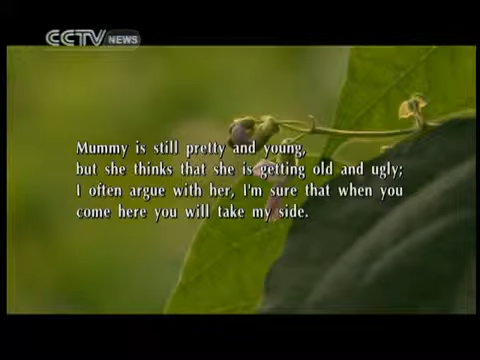 CCTV NEWS
Mummy is still pretty and young,
but she thinks that she is getting old and ugly;
I often argue with her, I'm sure that when you
come here you will take my side.